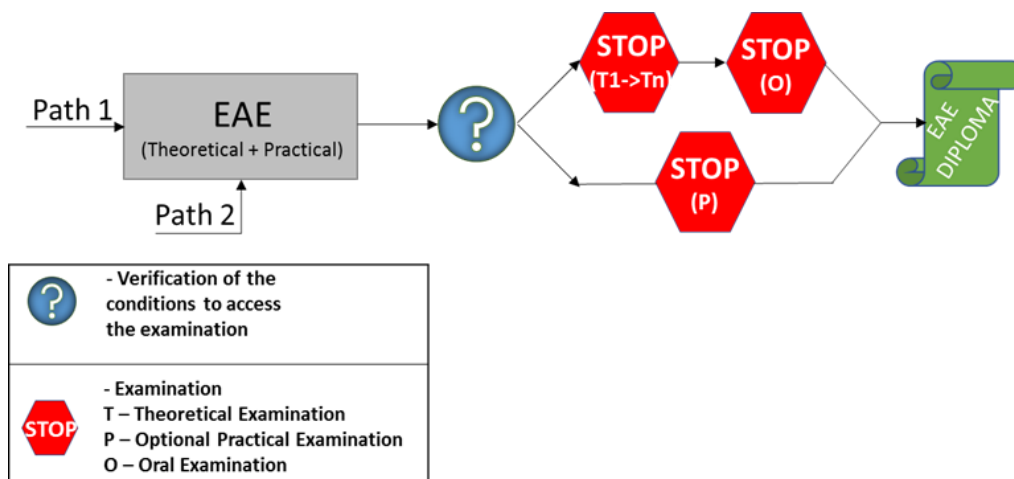 Path 1
EAE
(Theoretical + Practical)
Path 2
?
STOP
(T1->Tn)
STOP
(O)
STOP
(P)
EAE
DIPLOMA
?
- Verification of the
conditions to access
the examination
STOP
- Examination
T – Theoretical Examination
P – Optional Practical Examination
O – Oral Examination